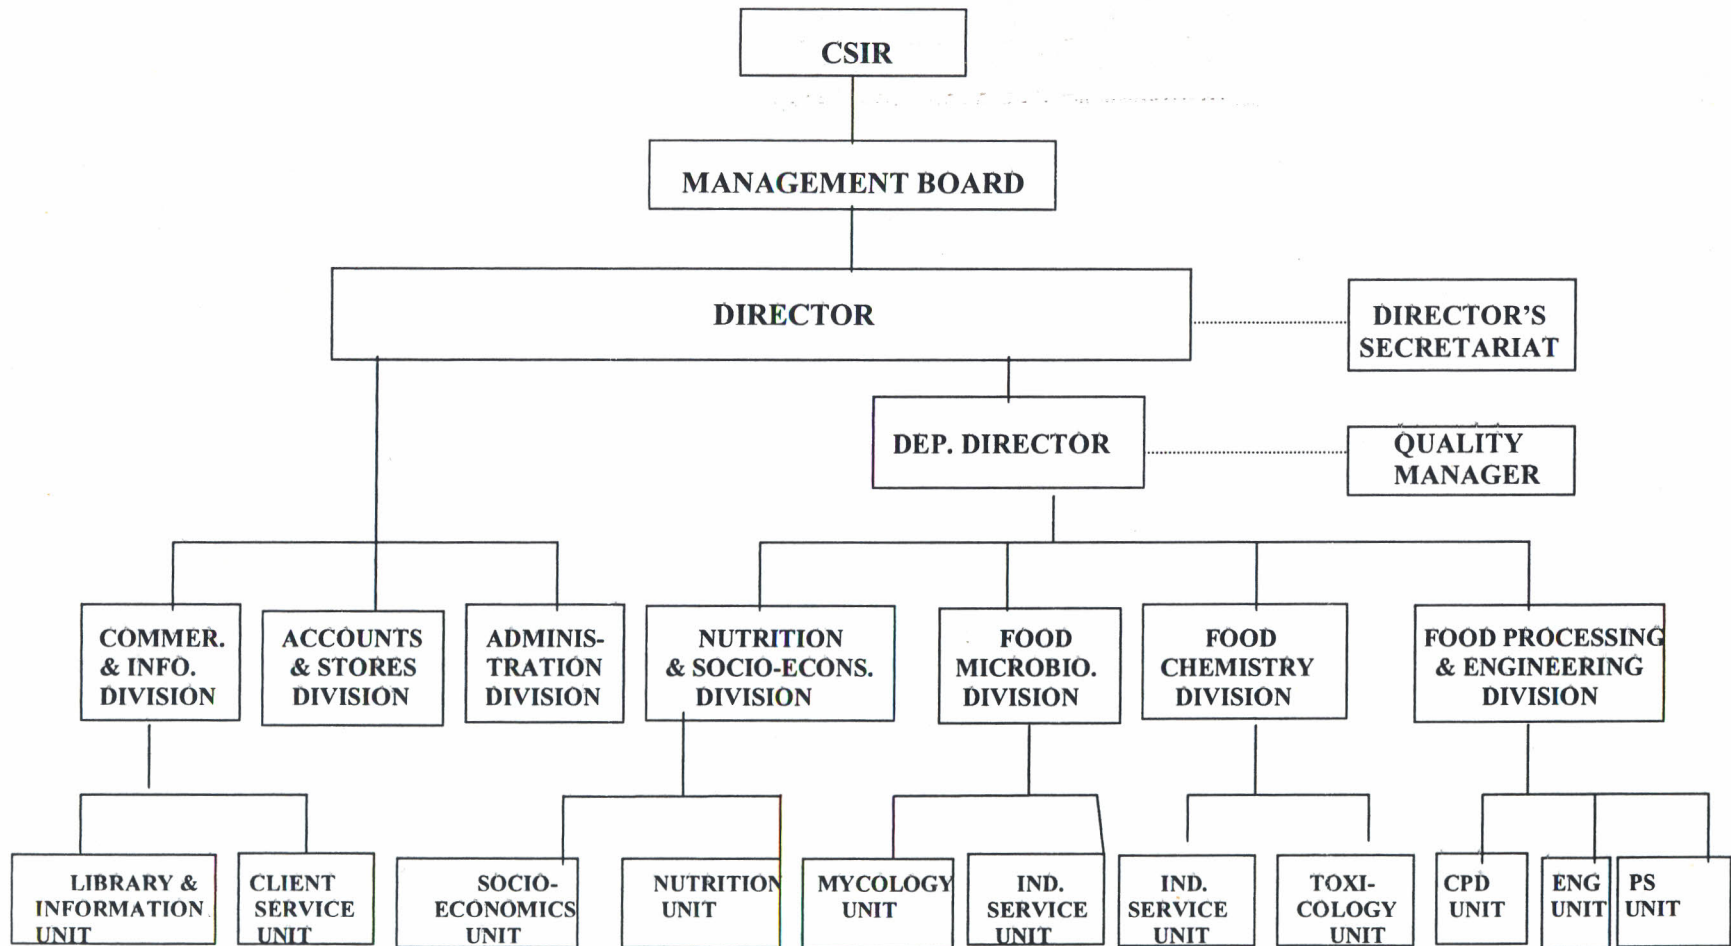 CSIR
MANAGEMENT BOARD
DIRECTOR
DIRECTOR’S
SECRETARIAT
DEP. DIRECTOR
QUALITY
MANAGER
COMMER.
& INFO.
DIVISION
ACCOUNTS
& STORES
DIVISION
ADMINIS-
TRATION
DIVISION
NUTRITION
& SOCIO-ECONS.
DIVISION
FOOD
MICROBIO.
DIVISION
FOOD
CHEMISTRY
DIVISION
FOOD PROCESSING
& ENGINEERING
DIVISION
LIBRARY &
INFORMATION
UNIT
CLIENT
SERVICE
UNIT
SOCIO-
ECONOMICS
UNIT
NUTRITION
UNIT
MYCOLOGY
UNIT
IND.
SERVICE
UNIT
IND.
SERVICE
UNIT
TOXI-
COLOGY
UNIT
CPD
UNIT
ENG
UNIT
PS
UNIT